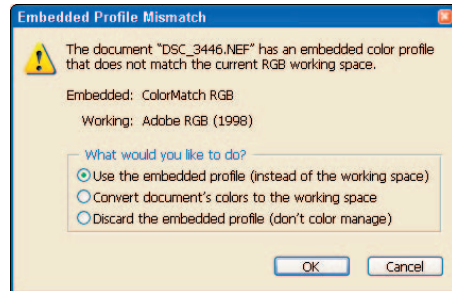 Embedded Profile Mismatch
The document "DSC_3446.NEF" has an embedded color profile
that does not match the current RGB working space.
Embedded: ColorMatch RGB
Working: Adobe RGB (1998)
What would you like to do?
Use the embedded profile (instead of the working space)
Convert document's colors to the working space
Discard the embedded profile (don't color manage)
OK Cancel